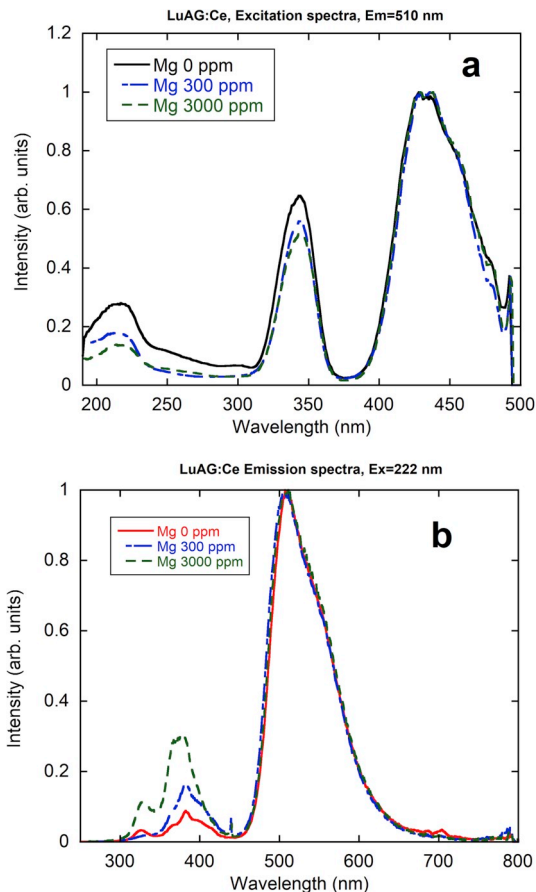 LuAG:Ce, Excitation spectra, Em=510 nm
a
Mg 0 ppm
Mg 300 ppm
Mg 3000 ppm
Intensity (arb. units)
1.2
1
0.8
0.6
0.4
0.2
0
200 250 300 350 400 450 500
Wavelength (nm)
LuAG:Ce Emission spectra, Ex=222 nm
b
Mg 0 ppm
Mg 300 ppm
Mg 3000 ppm
Intensity (arb. units)
1
0.8
0.6
0.4
0.2
0
300 400 500 600 700 800
Wavelength (nm)